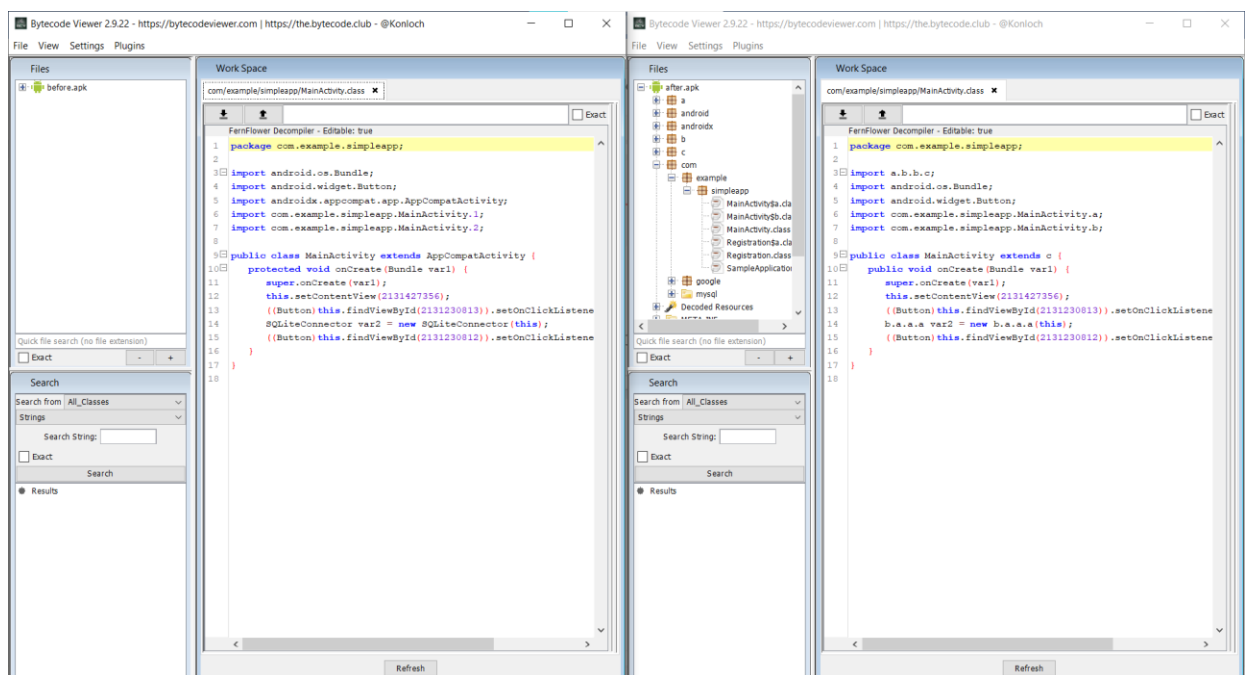 Bytecode Viewer 2.9.22 - https://bytecodeviewer.com | https://the.bytecode.club - @Konloch
File View Settings Plugins
Files
before.apk
Quick file search (no file extension)
Exact
-
+
Search
Search from All_Classes
Strings
Search String:
Exact
Search
Results
Work Space
com/example/simpleapp/MainActivity.class
Exact
FernFlower Decompiler - Editable: true
1 package com.example.simpleapp;
2
3 import android.os.Bundle;
4 import android.widget.Button;
5 import androidx.appcompat.app.AppCompatActivity;
6 import com.example.simpleapp.MainActivity.1;
7 import com.example.simpleapp.MainActivity.2;
8
9 public class MainActivity extends AppCompatActivity {
10 protected void onCreate(Bundle var1) {
11 super.onCreate(var1);
12 this.setContentView(2131427356);
13 ((Button)this.findViewById(2131230813)).setOnClickListene
14 SQLiteConnector var2 = new SQLiteConnector(this);
15 ((Button)this.findViewById(2131230812)).setOnClickListene
16 }
17 }
18
Refresh
Bytecode Viewer 2.9.22 - https://bytecodeviewer.com | https://the.bytecode.club - @Konloch
File View Settings Plugins
Files
after.apk
a
android
androidx
b
c
com
example
simpleapp
MainActivity$a.cla
MainActivity$b.cla
MainActivity.class
Registration$a.cla
Registration.class
SampleApplication
google
mysql
Decoded Resources
META-INF
Quick file search (no file extension)
Exact
-
+
Search
Search from All_Classes
Strings
Search String:
Exact
Search
Results
Work Space
com/example/simpleapp/MainActivity.class
Exact
FernFlower Decompiler - Editable: true
1 package com.example.simpleapp;
2
3 import a.b.b.c;
4 import android.os.Bundle;
5 import android.widget.Button;
6 import com.example.simpleapp.MainActivity.a;
7 import com.example.simpleapp.MainActivity.b;
8
9 public class MainActivity extends c {
10 public void onCreate(Bundle var1) {
11 super.onCreate(var1);
12 this.setContentView(2131427356);
13 ((Button)this.findViewById(2131230813)).setOnClickListene
14 b.a.a.a var2 = new b.a.a.a(this);
15 ((Button)this.findViewById(2131230812)).setOnClickListene
16 }
17 }
18
Refresh